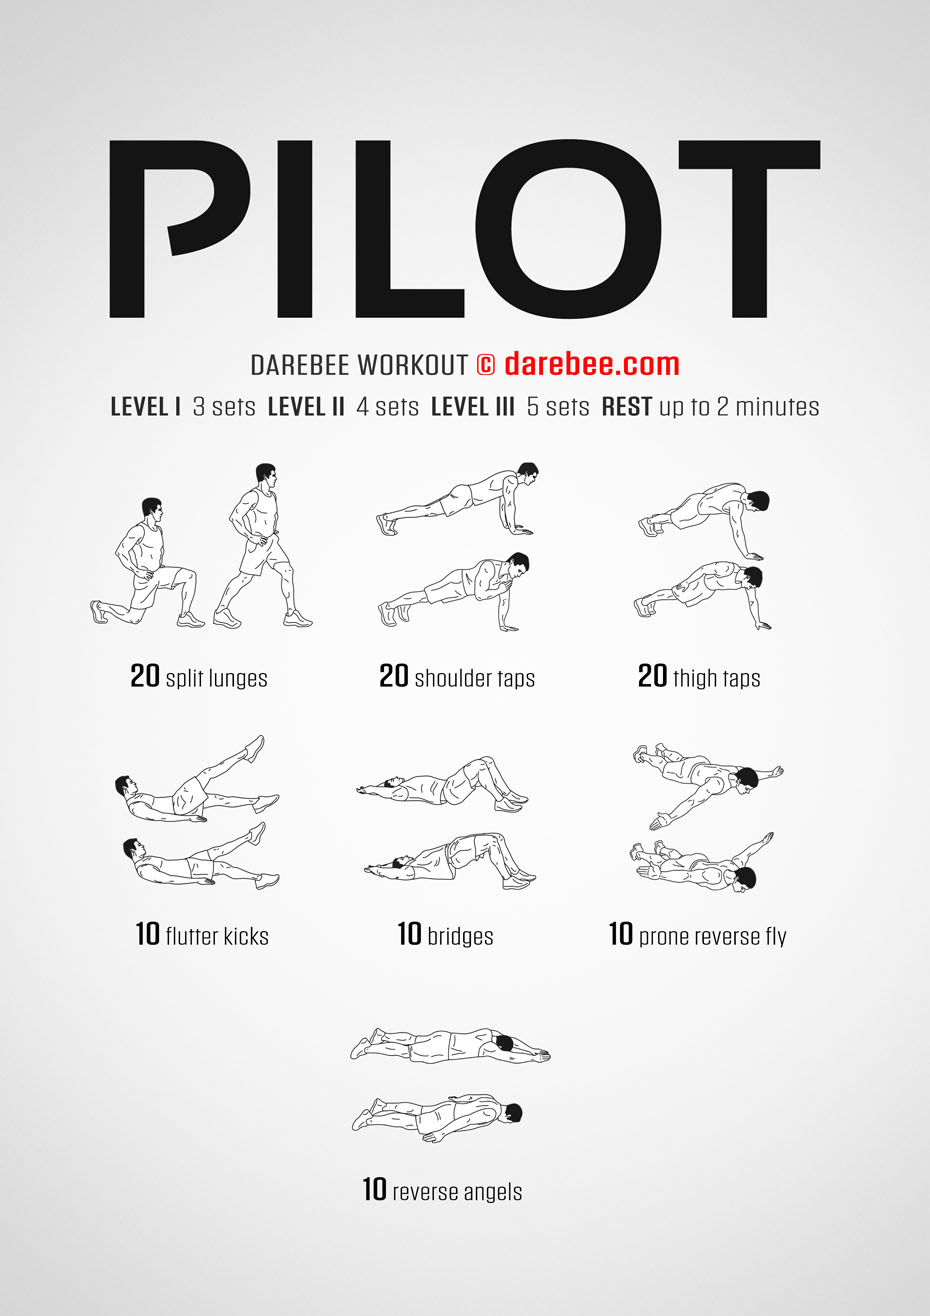 PILOT
DAREBEE WORKOUT © darebee.com
LEVEL I 3 sets LEVEL II 4 sets LEVEL III 5 sets REST up to 2 minutes
20 split lunges
20 shoulder taps
20 thigh taps
10 flutter kicks
10 bridges
10 prone reverse fly
10 reverse angels